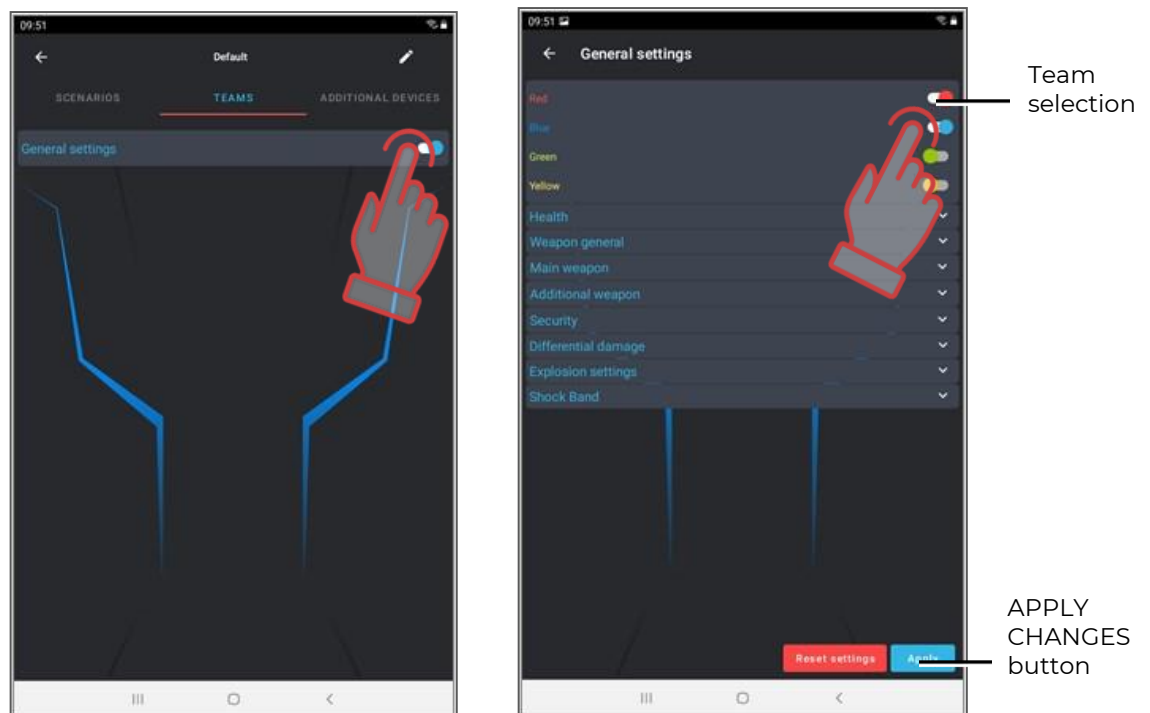 09:51
Default
SCENARIOS TEAMS ADDITIONAL DEVICES
General settings
09:51
General settings
Red
Blue
Green
Yellow
Health
Weapon general
Main weapon
Additional weapon
Security
Differential damage
Explosion settings
Shock Band
Reset settings Apply
Team
selection
APPLY
CHANGES
button